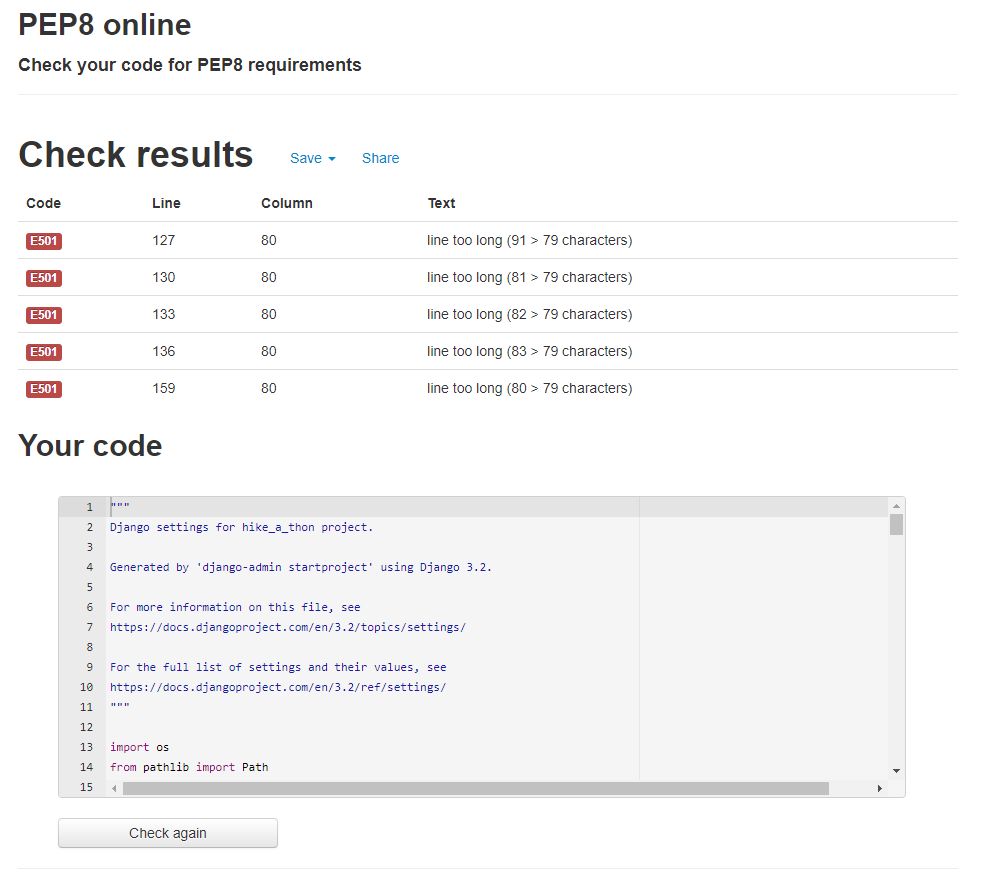 PEP8 online
Check your code for PEP8 requirements
Check results Save Share
Code Line Column Text
E501 127 80 line too long (91 > 79 characters)
E501 130 80 line too long (81 > 79 characters)
E501 133 80 line too long (82 > 79 characters)
E501 136 80 line too long (83 > 79 characters)
E501 159 80 line too long (80 > 79 characters)
Your code
1 """
2 Django settings for hike_a_thon project.
3
4 Generated by 'django-admin startproject' using Django 3.2.
5
6 For more information on this file, see
7 https://docs.djangoproject.com/en/3.2/topics/settings/
8
9 For the full list of settings and their values, see
10 https://docs.djangoproject.com/en/3.2/ref/settings/
11 """
12
13 import os
14 from pathlib import Path
15
Check again